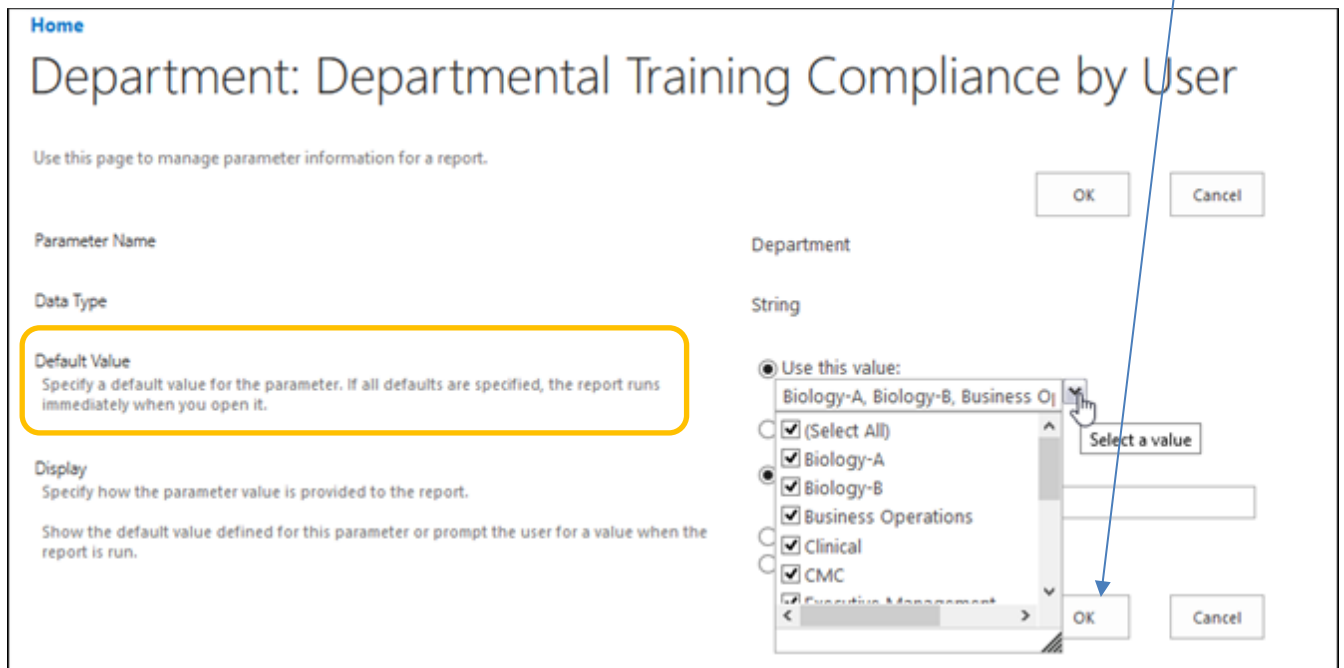 Home
Department: Departmental Training Compliance by User
Use this page to manage parameter information for a report.
OK Cancel
Parameter Name
Department
Data Type
String
Default Value
Specify a default value for the parameter. If all defaults are specified, the report runs
immediately when you open it.
Use this value:
Biology-A, Biology-B, Business Op
(Select All)
Select a value
Biology-A
Biology-B
Business Operations
Clinical
CMC
Executive Management
Display
Specify how the parameter value is provided to the report.
Show the default value defined for this parameter or prompt the user for a value when the
report is run.
OK Cancel